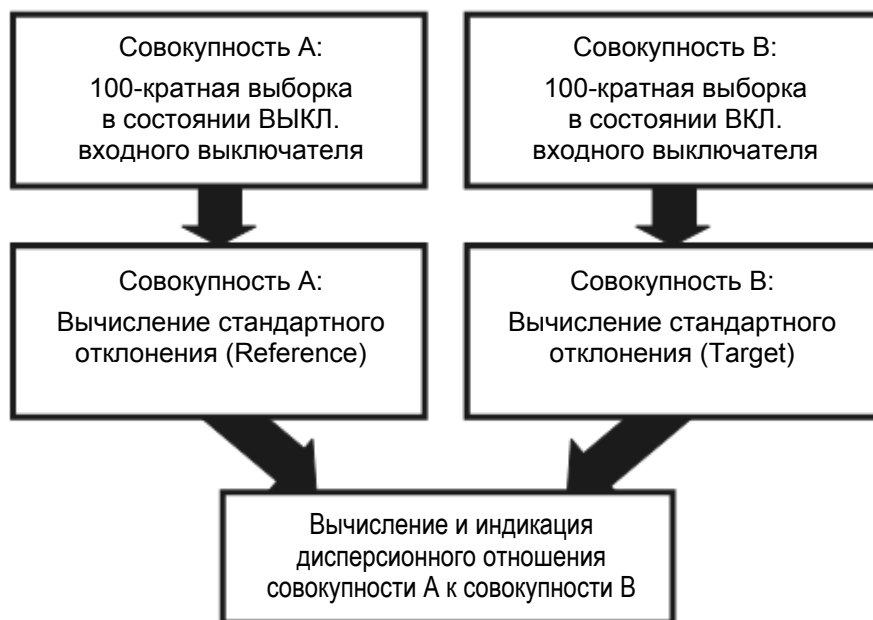 Совокупность А:
100-кратная выборка
в состоянии ВЫКЛ.
входного выключателя
Совокупность В:
100-кратная выборка
в состоянии ВКЛ.
входного выключателя
Совокупность А:
Вычисление стандартного
отклонения (Reference)
Совокупность В:
Вычисление стандартного
отклонения (Target)
Вычисление и индикация
дисперсионного отношения
совокупности А к совокупности В